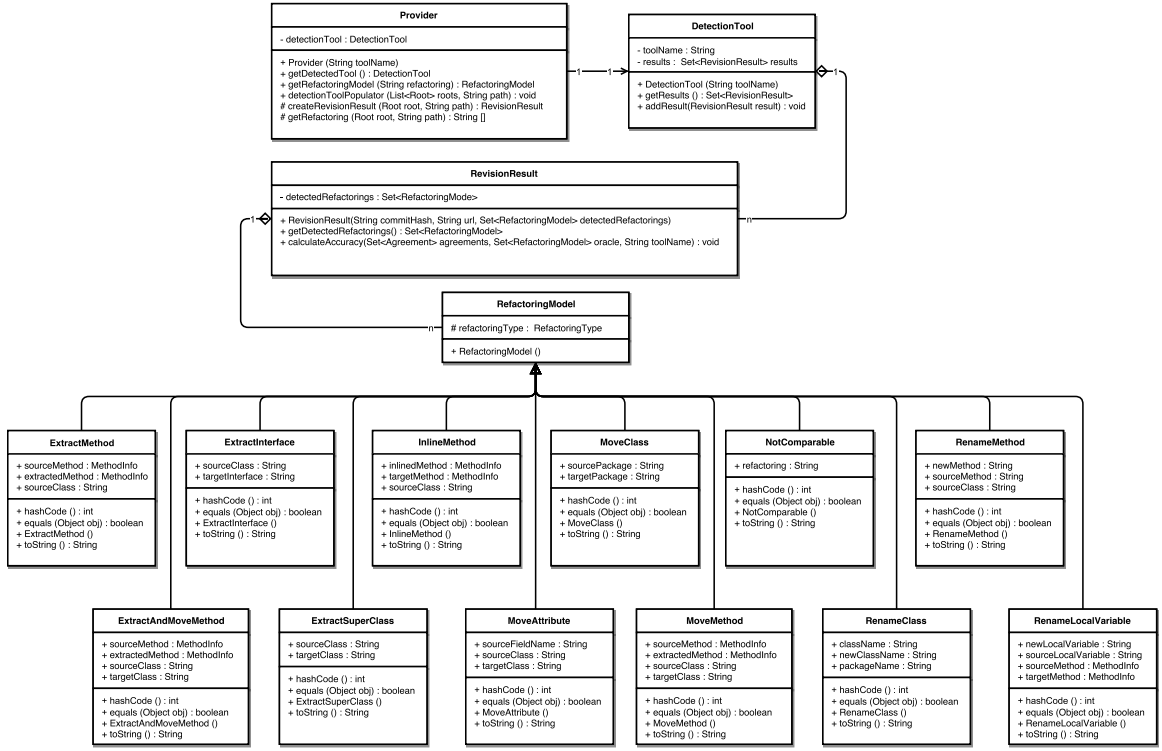 Provider
- detectionTool : DetectionTool
+ Provider (String toolName)
+ getDetectedTool () : DetectionTool
+ getRefactoringModel (String refactoring) : RefactoringModel
+ detectionToolPopulator (List<Root> roots, String path) : void
# createRevisionResult (Root root, String path) : RevisionResult
# getRefactoring (Root root, String path) : String []
1
1
DetectionTool
- toolName : String
- results : Set<RevisionResult> results
+ DetectionTool (String toolName)
+ getResults () : Set<RevisionResult>
+ addResult(RevisionResult result) : void
1
RevisionResult
- detectedRefactorings : Set<RefactoringMode>
+ RevisionResult(String commitHash, String url, Set<RefactoringModel> detectedRefactorings)
+ getDetectedRefactorings() : Set<RefactoringModel>
+ calculateAccuracy(Set<Agreement> agreements, Set<RefactoringModel> oracle, String toolName) : void
1
n
RefactoringModel
# refactoringType : RefactoringType
+ RefactoringModel ()
n
ExtractMethod
+ sourceMethod : MethodInfo
+ extractedMethod : MethodInfo
+ sourceClass : String
+ hashCode () : int
+ equals (Object obj) : boolean
+ ExtractMethod ()
+ toString () : String
ExtractInterface
+ sourceClass : String
+ targetInterface : String
+ hashCode () : int
+ equals (Object obj) : boolean
+ ExtractInterface ()
+ toString () : String
InlineMethod
+ inlinedMethod : MethodInfo
+ targetMethod : MethodInfo
+ sourceClass : String
+ hashCode () : int
+ equals (Object obj) : boolean
+ InlineMethod ()
+ toString () : String
MoveClass
+ sourcePackage : String
+ targetPackage : String
+ hashCode () : int
+ equals (Object obj) : boolean
+ MoveClass ()
+ toString () : String
NotComparable
+ refactoring : String
+ hashCode () : int
+ equals (Object obj) : boolean
+ NotComparable ()
+ toString () : String
RenameMethod
+ newMethod : String
+ sourceMethod : String
+ sourceClass : String
+ hashCode () : int
+ equals (Object obj) : boolean
+ RenameMethod ()
+ toString () : String
ExtractAndMoveMethod
+ sourceMethod : MethodInfo
+ extractedMethod : MethodInfo
+ sourceClass : String
+ targetClass : String
+ hashCode () : int
+ equals (Object obj) : boolean
+ ExtractAndMoveMethod ()
+ toString () : String
ExtractSuperClass
+ sourceClass : String
+ targetClass : String
+ hashCode () : int
+ equals (Object obj) : boolean
+ ExtractSuperClass ()
+ toString () : String
MoveAttribute
+ sourceFieldName : String
+ sourceClass : String
+ targetClass : String
+ hashCode () : int
+ equals (Object obj) : boolean
+ MoveAttribute ()
+ toString () : String
MoveMethod
+ sourceMethod : MethodInfo
+ extractedMethod : MethodInfo
+ sourceClass : String
+ targetClass : String
+ hashCode () : int
+ equals (Object obj) : boolean
+ MoveMethod ()
+ toString () : String
RenameClass
+ className : String
+ newClassName : String
+ packageName : String
+ hashCode () : int
+ equals (Object obj) : boolean
+ RenameClass ()
+ toString () : String
RenameLocalVariable
+ newLocalVariable : String
+ sourceLocalVariable : String
+ sourceMethod : MethodInfo
+ targetMethod : MethodInfo
+ hashCode () : int
+ equals (Object obj) : boolean
+ RenameLocalVariable ()
+ toString () : String